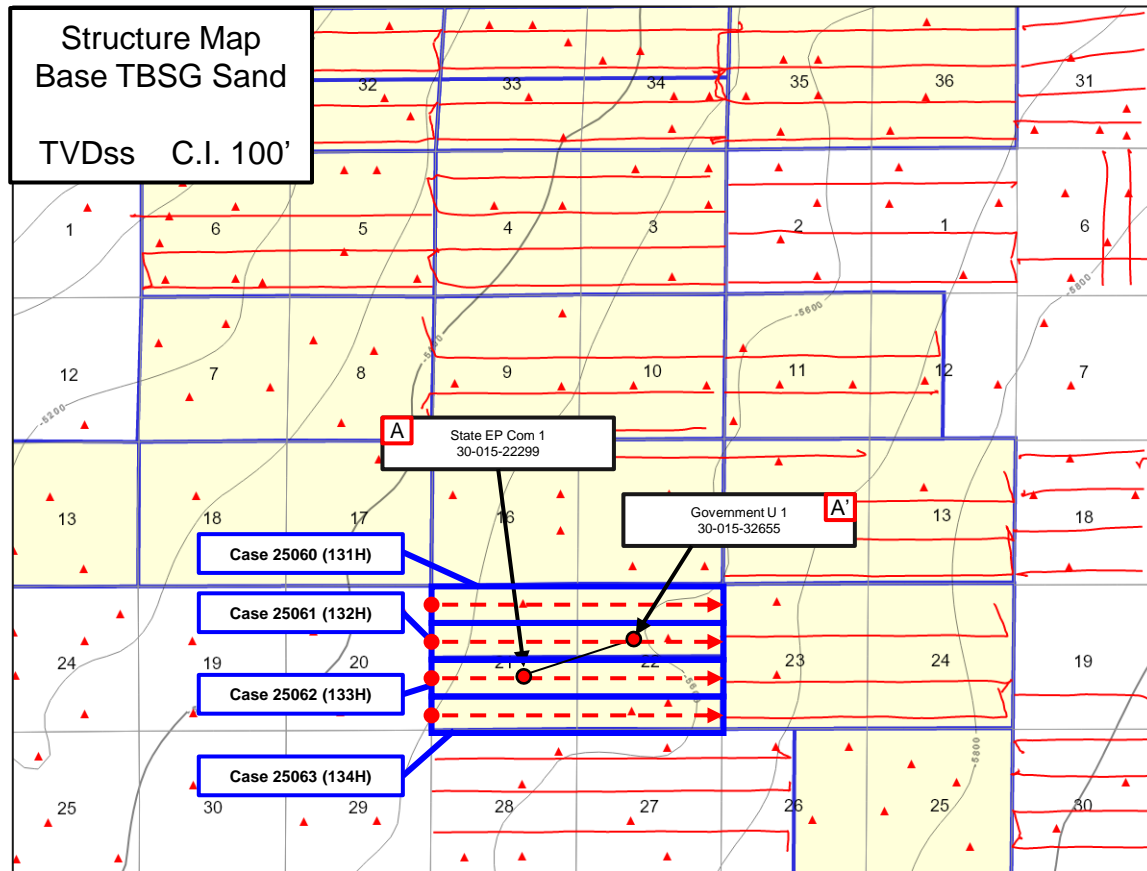 Structure Map
Base TBSG Sand
TVDss C.I. 100’
32 33 34 35 36 31
1 6 5 4 3 2 1 6
-5800
-5600
-5400
12 7 8 9 10 11 12 7
-5200
A
State EP Com 1
30-015-22299
Government U 1
30-015-32655
A’
13 18 17 16 13 18
Case 25060 (131H)
Case 25061 (132H)
24 19 20 21 22 23 24 19
Case 25062 (133H)
-5800
Case 25063 (134H)
25 30 29 28 27 26 25 30